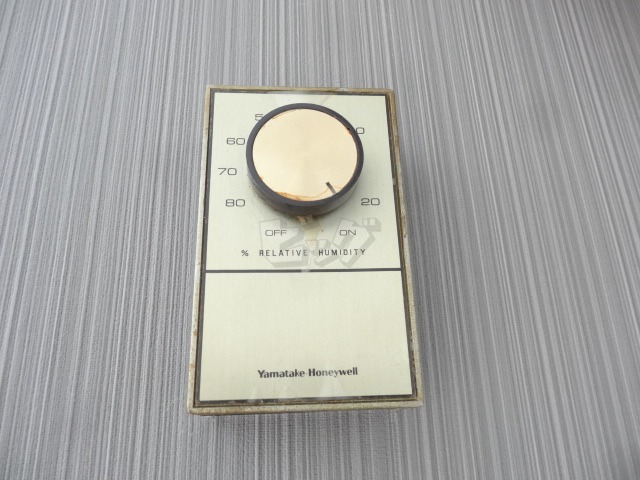 60
70
80
20
OFF ON
% RELATIVE HUMIDITY
Yamatake-Honeywell